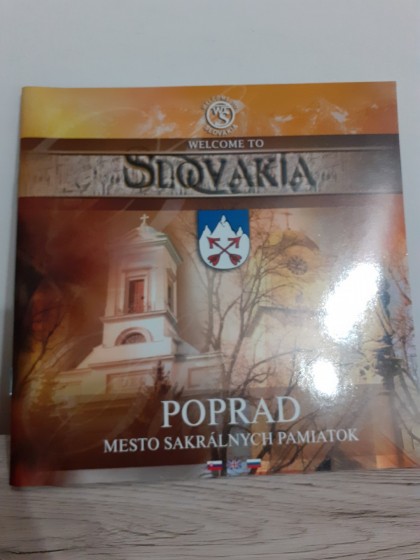 WELCOME TO
SLOVAKIA
POPRAD
MESTO SAKRÁLNYCH PAMIATOK